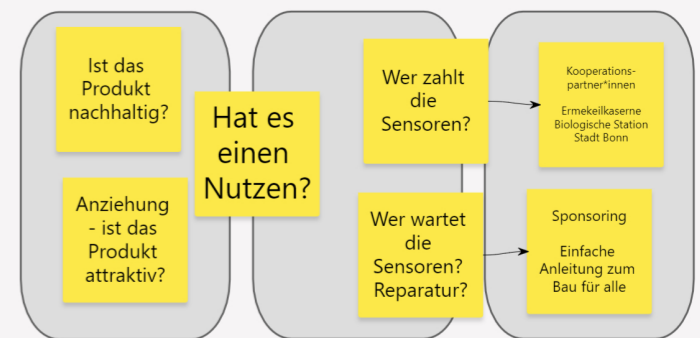 Ist das
Produkt
nachhaltig?
Anziehung
- ist das
Produkt
attraktiv?
Hat es
einen
Nutzen?
Wer zahlt
die
Sensoren?
Wer wartet
die
Sensoren?
Reparatur?
Kooperations-
partner*innen
Ermekeilkaserne
Biologische Station
Stadt Bonn
Sponsoring
Einfache
Anleitung zum
Bau für alle